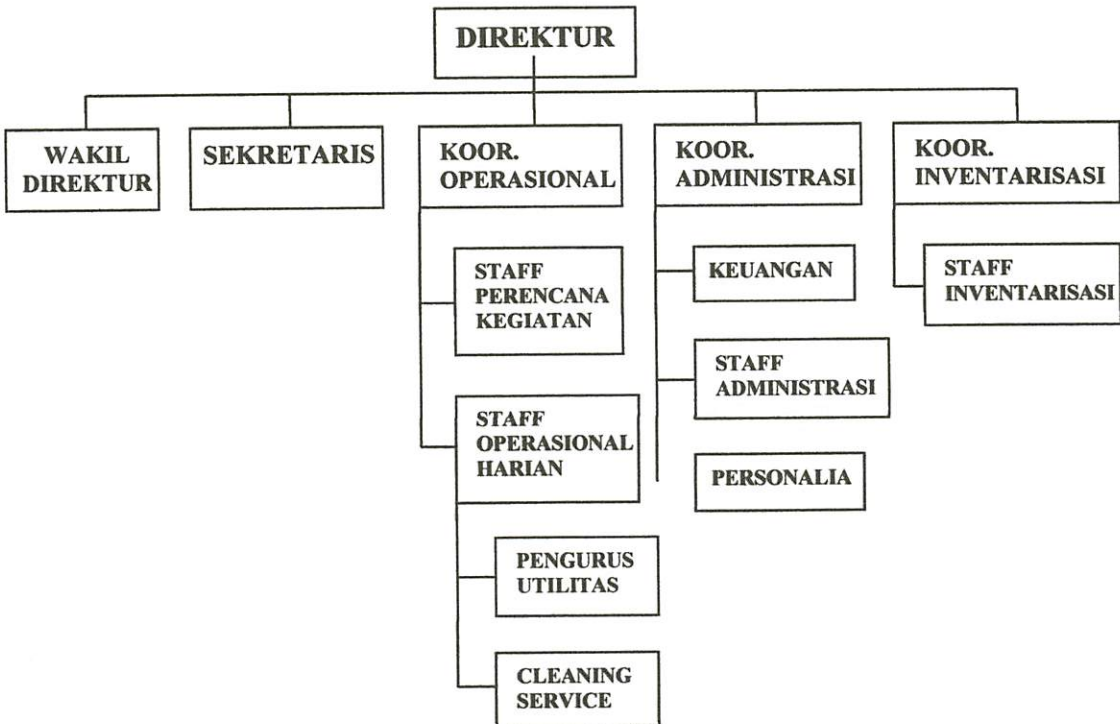 DIREKTUR
WAKIL
DIREKTUR
SEKRETARIS
KOOR.
OPERASIONAL
KOOR.
ADMINISTRASI
KOOR.
INVENTARISASI
STAFF
PERENCANA
KEGIATAN
STAFF
OPERASIONAL
HARIAN
PENGURUS
UTILITAS
CLEANING
SERVICE
KEUANGAN
STAFF
ADMINISTRASI
PERSONALIA
STAFF
INVENTARISASI